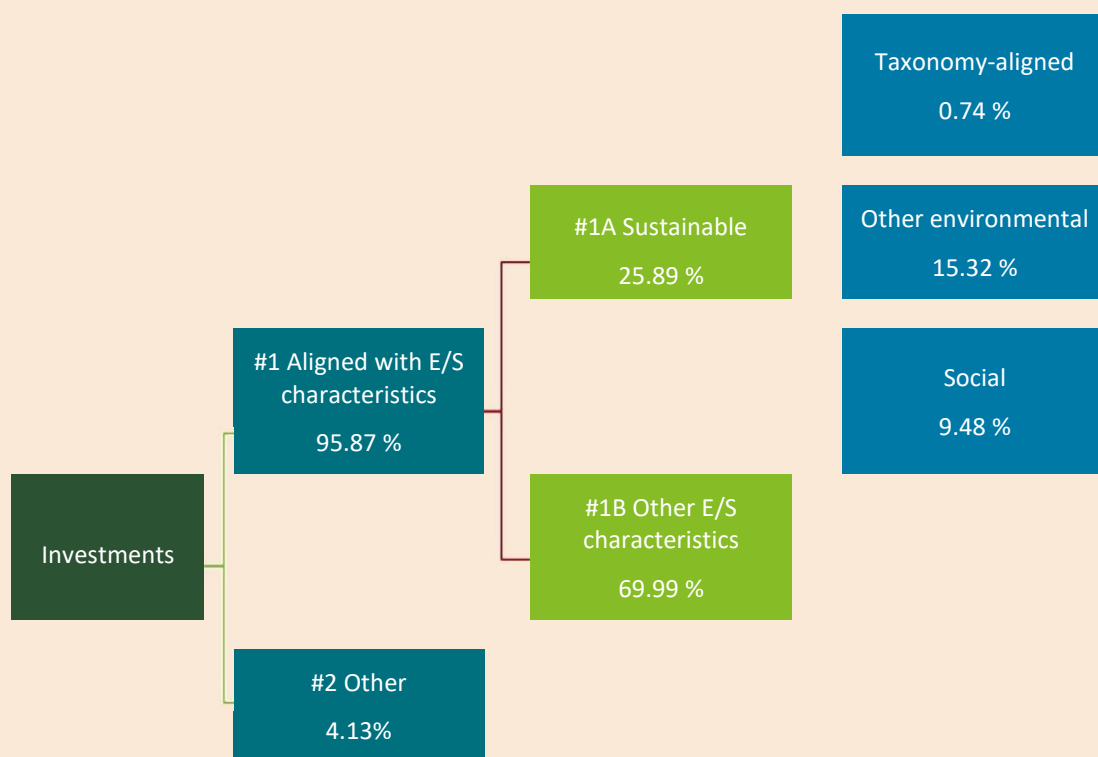 Taxonomy-aligned
0.74 %
#1A Sustainable
25.89 %
Other environmental
15.32 %
#1 Aligned with E/S
characteristics
95.87 %
Social
9.48 %
Investments
#1B Other E/S
characteristics
69.99 %
#2 Other
4.13%